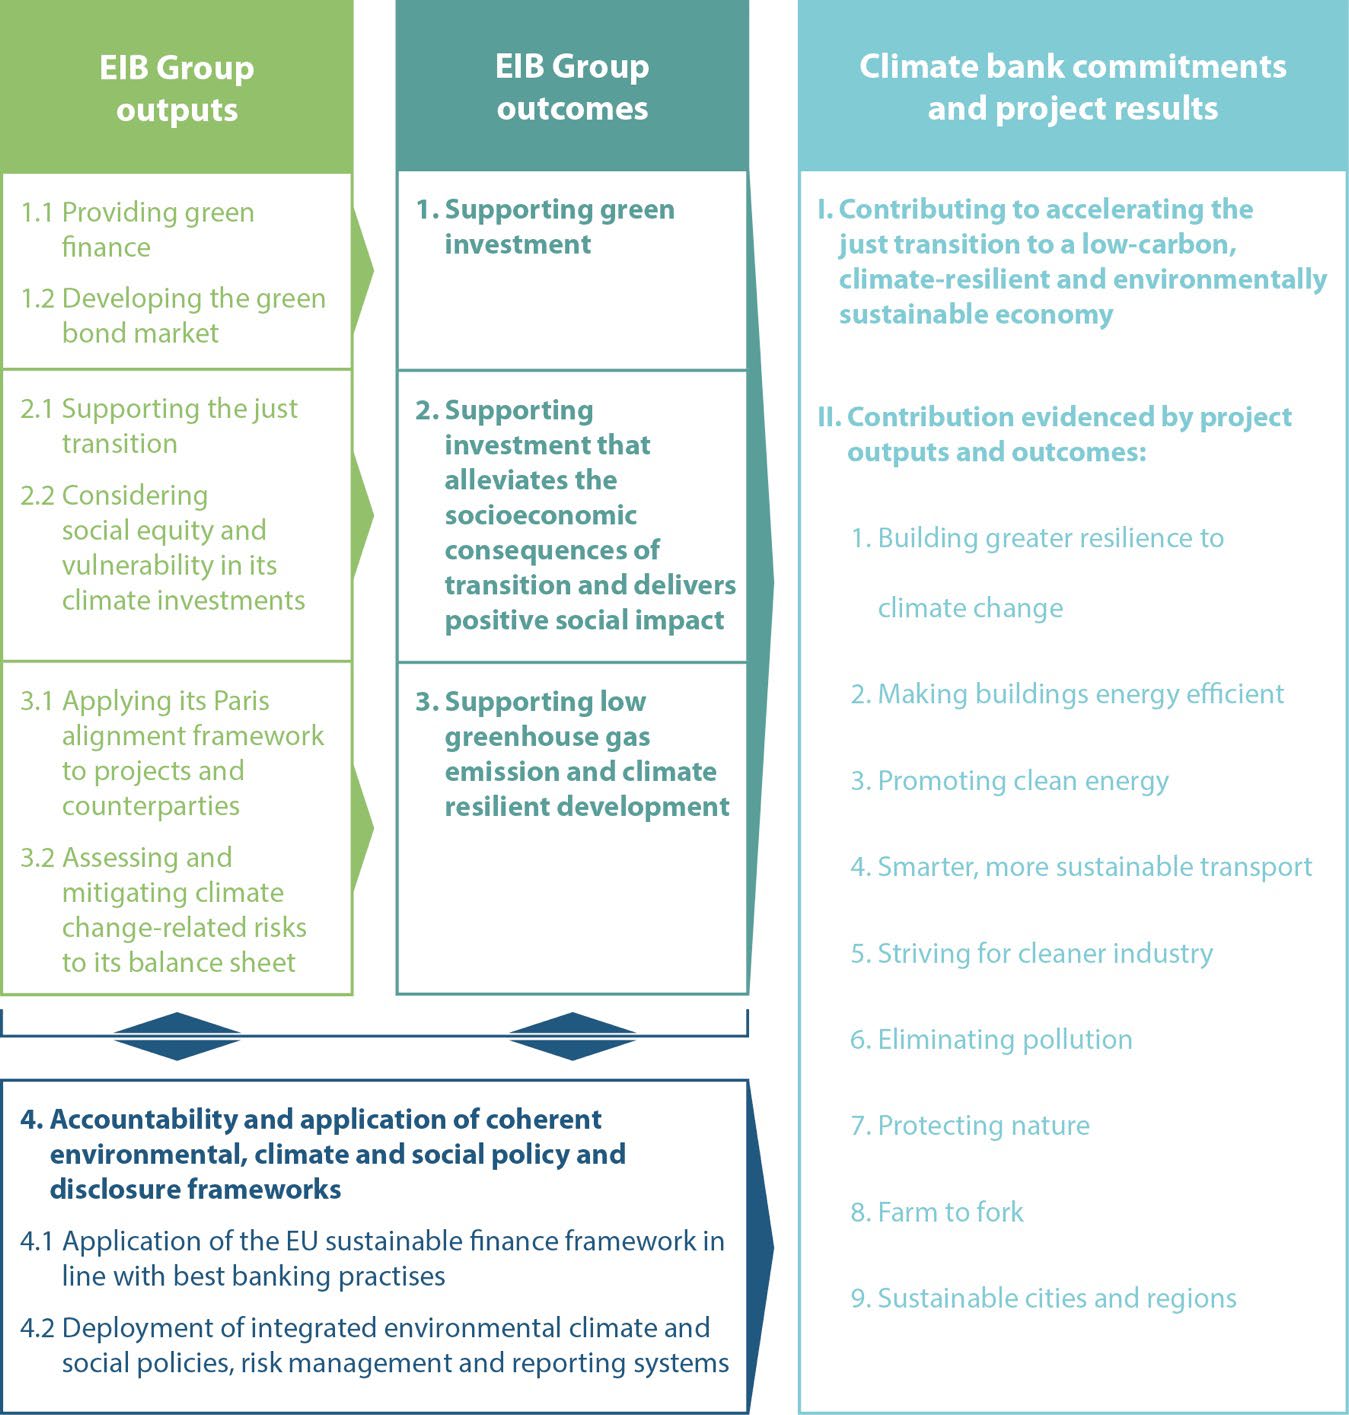 EIB Group
outputs
1.1 Providing green
finance
1.2 Developing the green
bond market
2.1 Supporting the just
transition
2.2 Considering
social equity and
vulnerability in its
climate investments
3.1 Applying its Paris
alignment framework
to projects and
counterparties
3.2 Assessing and
mitigating climate
change-related risks
to its balance sheet
EIB Group
outcomes
1. Supporting green
investment
2. Supporting
investment that
alleviates the
socioeconomic
consequences of
transition and delivers
positive social impact
3. Supporting low
greenhouse gas
emission and climate
resilient development
4. Accountability and application of coherent
environmental, climate and social policy and
disclosure frameworks
4.1 Application of the EU sustainable finance framework in
line with best banking practises
4.2 Deployment of integrated environmental climate and
social policies, risk management and reporting systems
Climate bank commitments
and project results
I. Contributing to accelerating the
just transition to a low-carbon,
climate-resilient and environmentally
sustainable economy
II. Contribution evidenced by project
outputs and outcomes:
1. Building greater resilience to
climate change
2. Making buildings energy efficient
3. Promoting clean energy
4. Smarter, more sustainable transport
5. Striving for cleaner industry
6. Eliminating pollution
7. Protecting nature
8. Farm to fork
9. Sustainable cities and regions